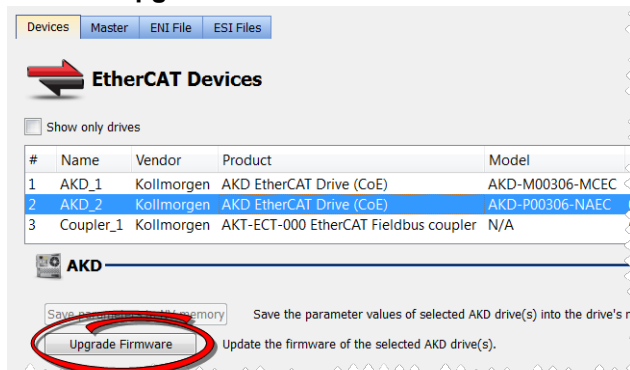 Devices Master ENI File ESI Files
EtherCAT Devices
Show only drives
# Name Vendor Product Model
1 AKD_1 Kollmorgen AKD EtherCAT Drive (CoE) AKD-M00306-MCEC
2 AKD_2 Kollmorgen AKD EtherCAT Drive (CoE) AKD-P00306-NAEC
3 Coupler_1 Kollmorgen AKT-ECT-000 EtherCAT Fieldbus coupler N/A
AKD
Save parameters memory Save the parameter values of selected AKD drive(s) into the drive's
Upgrade Firmware Update the firmware of the selected AKD drive(s).